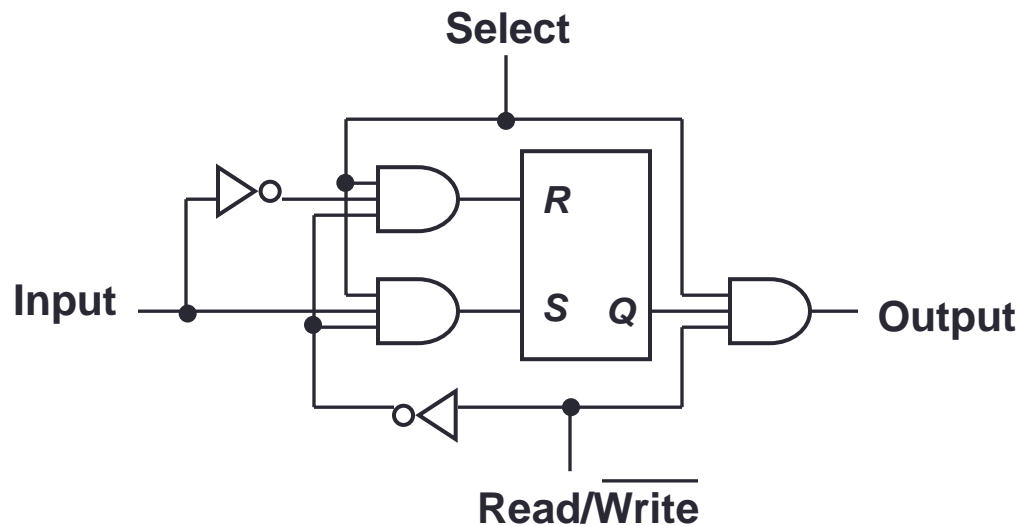 Select
R
Input
S
Q
Output
Read/Write